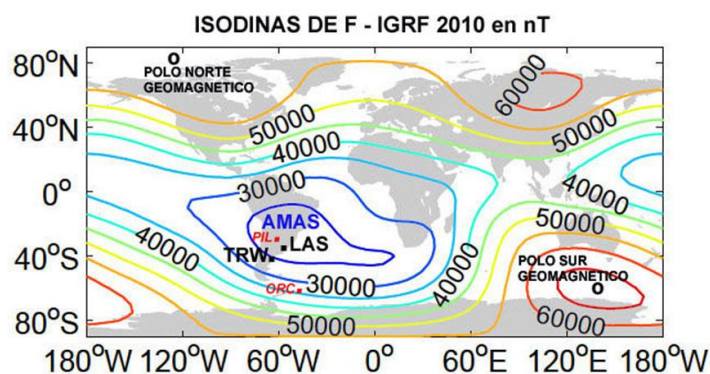 ISODINAS DE F - IGRF 2010 en nT
80°N
POLO NORTE
GEOMAGNETICO
60000
50000
50000
40°N
40000
30000
40000
0°
AMAS
50000
PIL
LAS
40000
TRW
40°S
POLO SUR
GEOMAGNETICO
40000
ORC
30000
50000
60000
80°S
180°W 120°W 60°W 0° 60°E 120°E 180°W